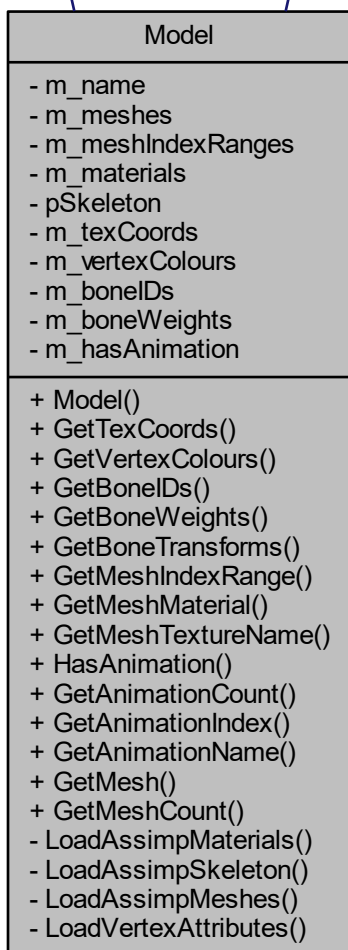 Model
- m_name
- m_meshes
- m_meshIndexRanges
- m_materials
- pSkeleton
- m_texCoords
- m_vertexColours
- m_boneIDs
- m_boneWeights
- m_hasAnimation
+ Model()
+ GetTexCoords()
+ GetVertexColours()
+ GetBoneIDs()
+ GetBoneWeights()
+ GetBoneTransforms()
+ GetMeshIndexRange()
+ GetMeshMaterial()
+ GetMeshTextureName()
+ HasAnimation()
+ GetAnimationCount()
+ GetAnimationIndex()
+ GetAnimationName()
+ GetMesh()
+ GetMeshCount()
- LoadAssimpMaterials()
- LoadAssimpSkeleton()
- LoadAssimpMeshes()
- LoadVertexAttributes()